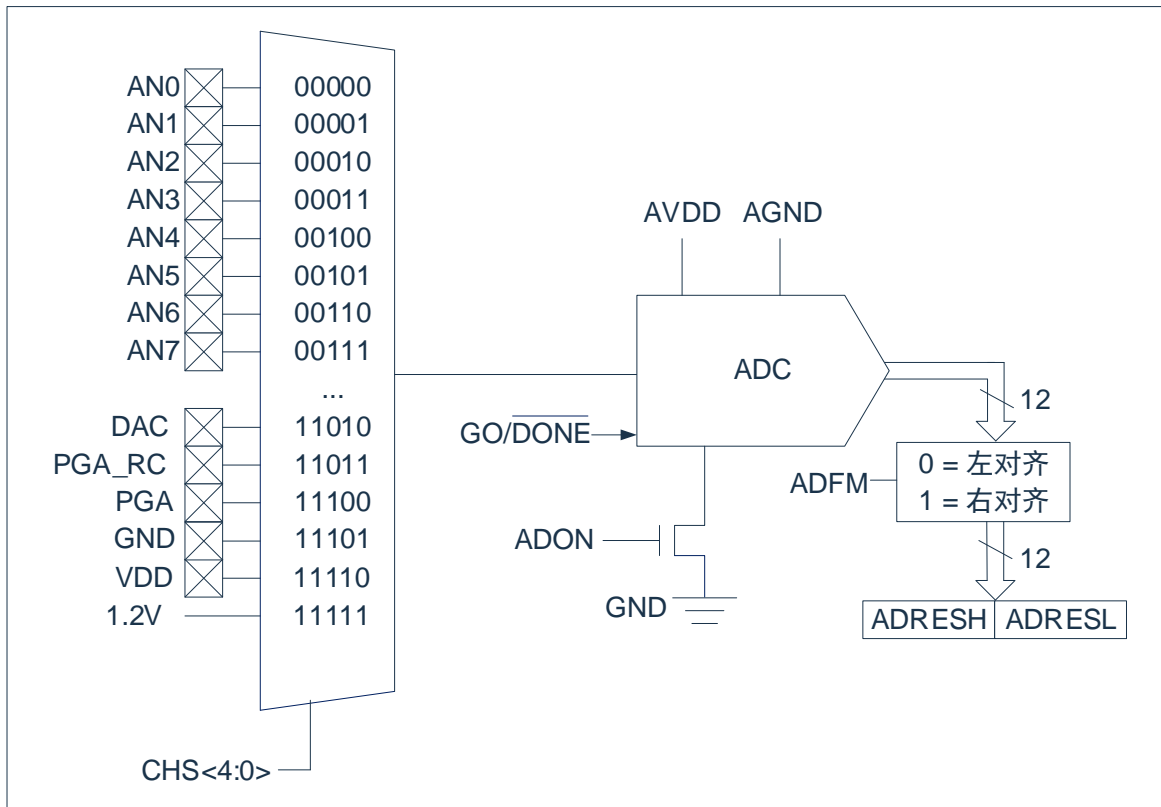 AN0 00000
AN1 00001
AN2 00010
AN3 00011
AN4 00100
AN5 00101
AN6 00110
AN7 00111
...
DAC 11010
PGA_RC 11011
PGA 11100
GND 11101
VDD 11110
1.2V 11111
CHS<4:0>
AVDD AGND
ADC
GO/DONE
ADON
GND
12
ADFM
0 = 左对齐
1 = 右对齐
12
ADRESH ADRESL